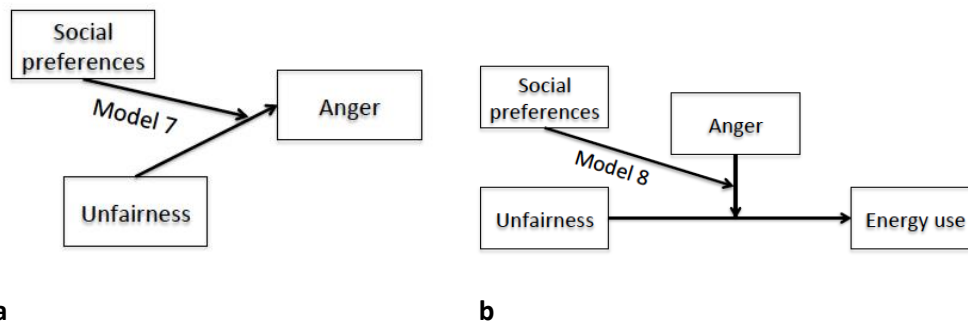 Social
preferences
Model 7
Anger
Unfairness
a
Social
preferences
Anger
Model 8
Unfairness
Energy use
b